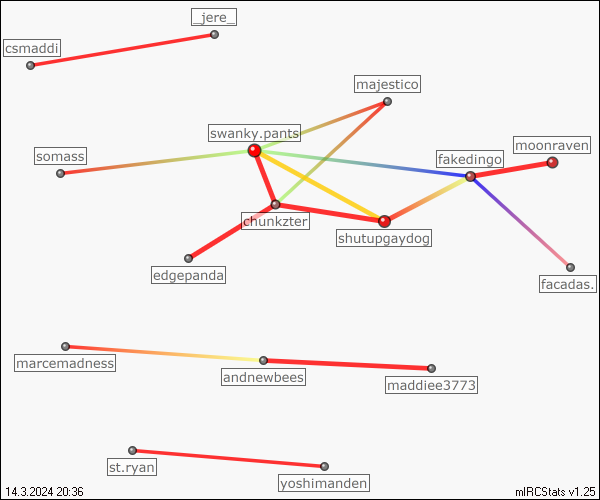 _jere_
csmaddi
majestico
swanky.pants
moonraven
somass
fakedingo
chunkzter
shutupgaydog
edgepanda
facadas.
marcemadness
andnewbees
maddiee3773
st.ryan
yoshimanden
14.3.2024 20:36
mIRCStats v1.25